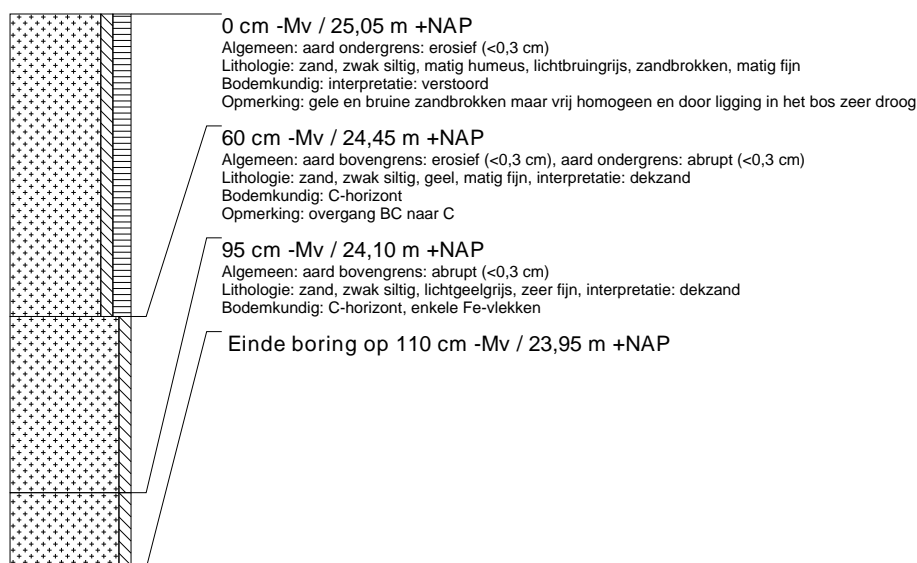 0 cm -Mv / 25,05 m +NAP
Algemeen: aard ondergrens: erosief (<0,3 cm)
Lithologie: zand, zwak siltig, matig humeus, lichtbruingrijs, zandbrokken, matig fijn
Bodemkundig: interpretatie: verstoord
Opmerking: gele en bruine zandbrokken maar vrij homogeen en door ligging in het bos zeer droog
60 cm -Mv / 24,45 m +NAP
Algemeen: aard bovengrens: erosief (<0,3 cm), aard ondergrens: abrupt (<0,3 cm)
Lithologie: zand, zwak siltig, geel, matig fijn, interpretatie: dekzand
Bodemkundig: C-horizont
Opmerking: overgang BC naar C
95 cm -Mv / 24,10 m +NAP
Algemeen: aard bovengrens: abrupt (<0,3 cm)
Lithologie: zand, zwak siltig, lichtgeelgrijs, zeer fijn, interpretatie: dekzand
Bodemkundig: C-horizont, enkele Fe-vlekken
Einde boring op 110 cm -Mv / 23,95 m +NAP